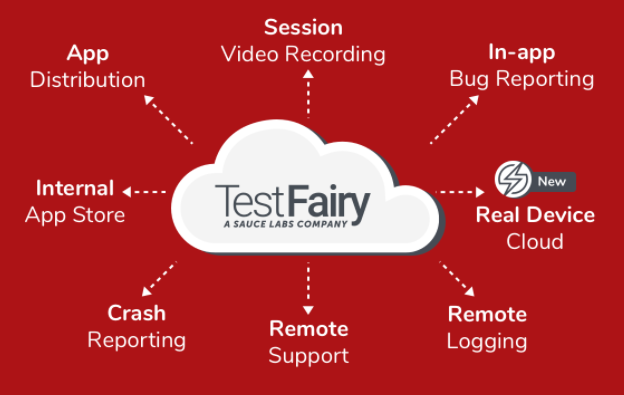 Session
Video Recording
App
Distribution
In-app
Bug Reporting
Internal
App Store
TestFairy
A SAUCE LABS COMPANY
New
Real Device
Cloud
Crash
Reporting
Remote
Support
Remote
Logging